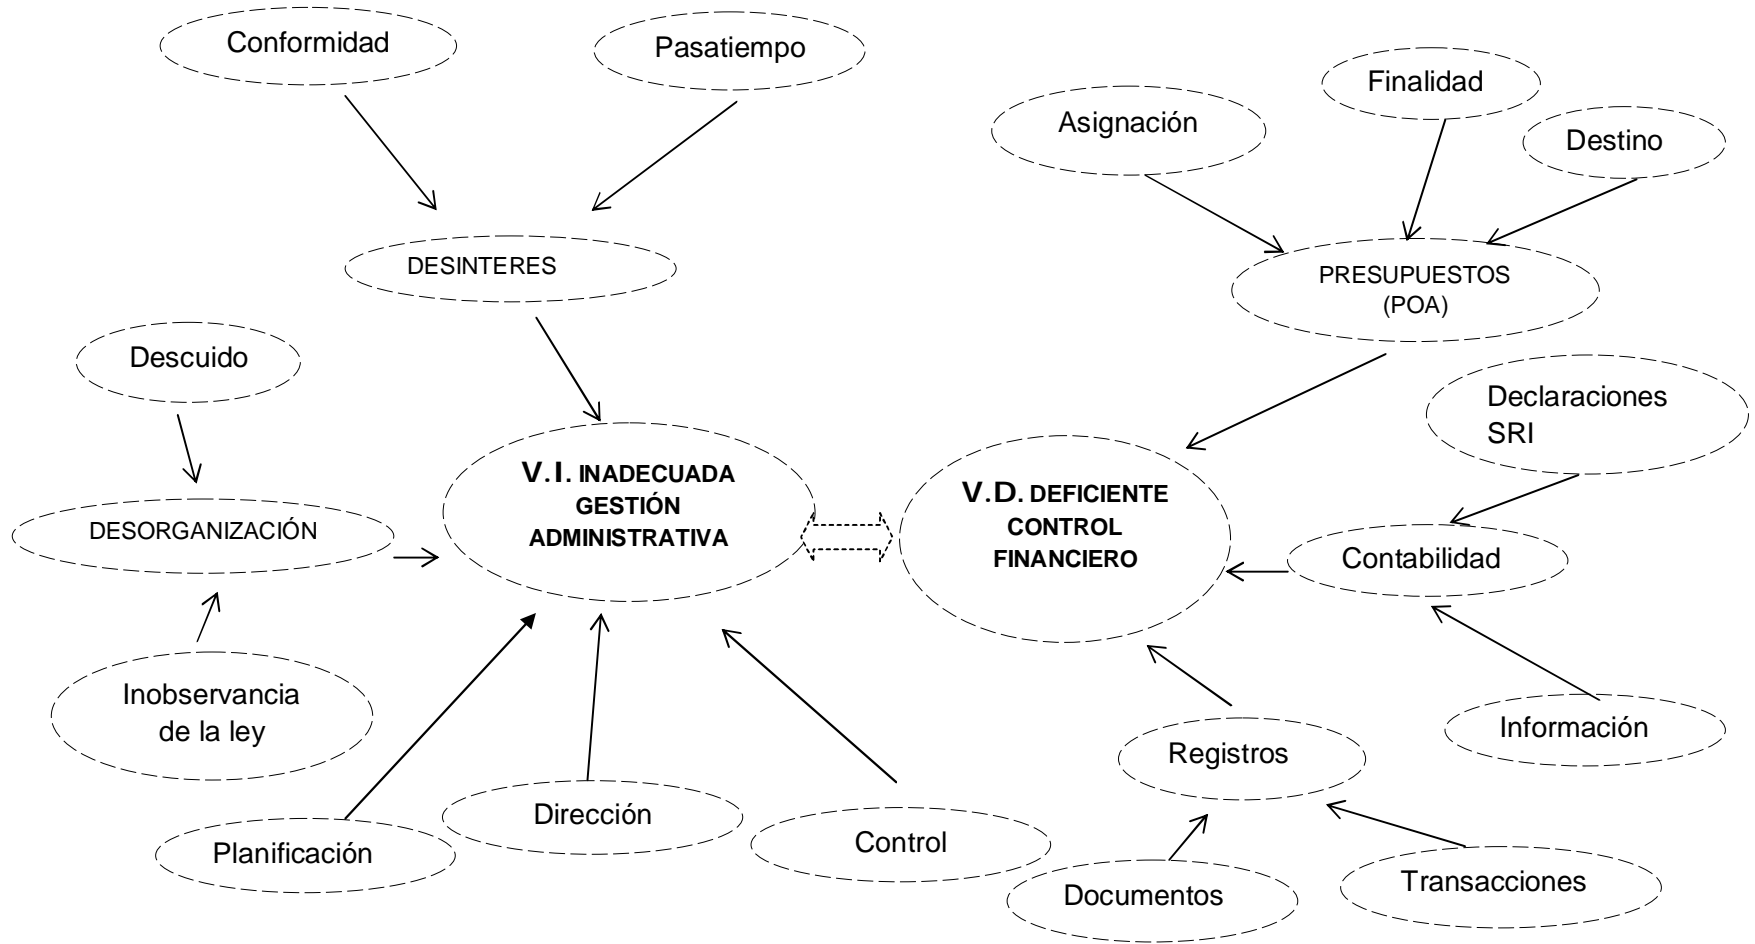 Conformidad
Pasatiempo
Finalidad
Asignación
Destino
DESINTERES
PRESUPUESTOS
(POA)
Descuido
Declaraciones
SRI
V.I. INADECUADA
GESTIÓN
ADMINISTRATIVA
V.D. DEFICIENTE
CONTROL
FINANCIERO
DESORGANIZACIÓN
Contabilidad
Inobservancia
de la ley
Información
Registros
Dirección
Planificación
Control
Documentos
Transacciones